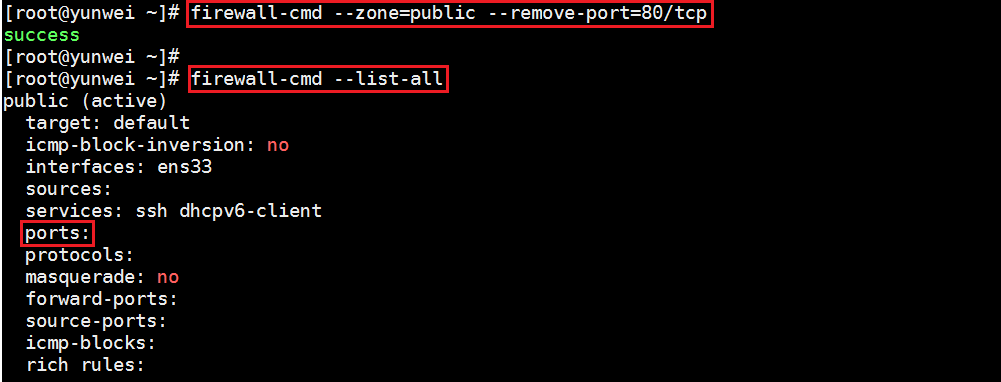 [root@yunwei ~]# firewall-cmd --zone=public --remove-port=80/tcp
success
[root@yunwei ~]#
[root@yunwei ~]# firewall-cmd --list-all
public (active)
  target: default
  icmp-block-inversion: no
  interfaces: ens33
  sources:
  services: ssh dhcpv6-client
  ports:
  protocols:
  masquerade: no
  forward-ports:
  source-ports:
  icmp-blocks:
  rich rules: